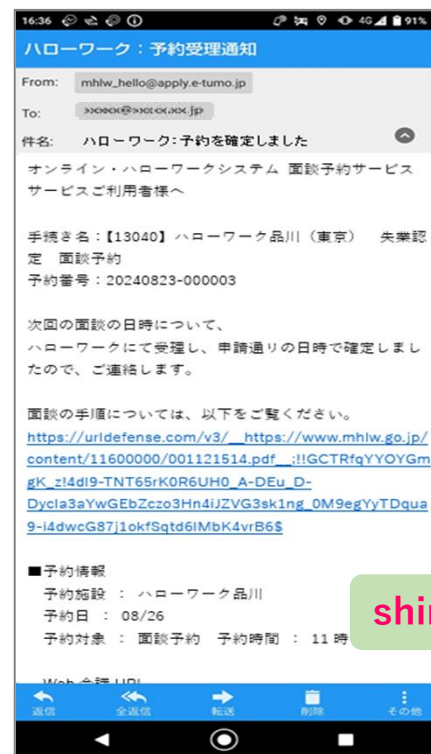 16:36 4G 91%
ハローワーク：予約受理通知
From: mhlw_hello@apply.e-tumo.jp
To:
件名: ハローワーク:予約を確定しました
オンライン・ハローワークシステム 面談予約サービス
サービスご利用者様へ
手続き名：【13040】ハローワーク品川（東京） 失業認
定 面談予約
予約番号：20240823-000003
次回の面談の日時について、
ハローワークにて受理し、申請通りの日時で確定しまし
たので、ご連絡します。
面談の手順については、以下をご覧ください。
https://urldefense.com/v3/__https://www.mhlw.go.jp/
content/11600000/001121514.pdf__;!!GCTRfqYYOYGm
gK_z!4dI9-TNT65rK0R6UH0_A-DEu_D-
Dycla3aYwGEbZczo3Hn4iJZVG3sk1ng_0M9egYyTDqua
9-i4dwcG87j1okfSqtd6IMbK4vrB6$
■予約情報
予約施設 ： ハローワーク品川
予約日 ： 08/26
予約対象 ： 面談予約 予約時間 ： 11時
shi
Web 会議 URL
返信 全返信 転送 削除 その他